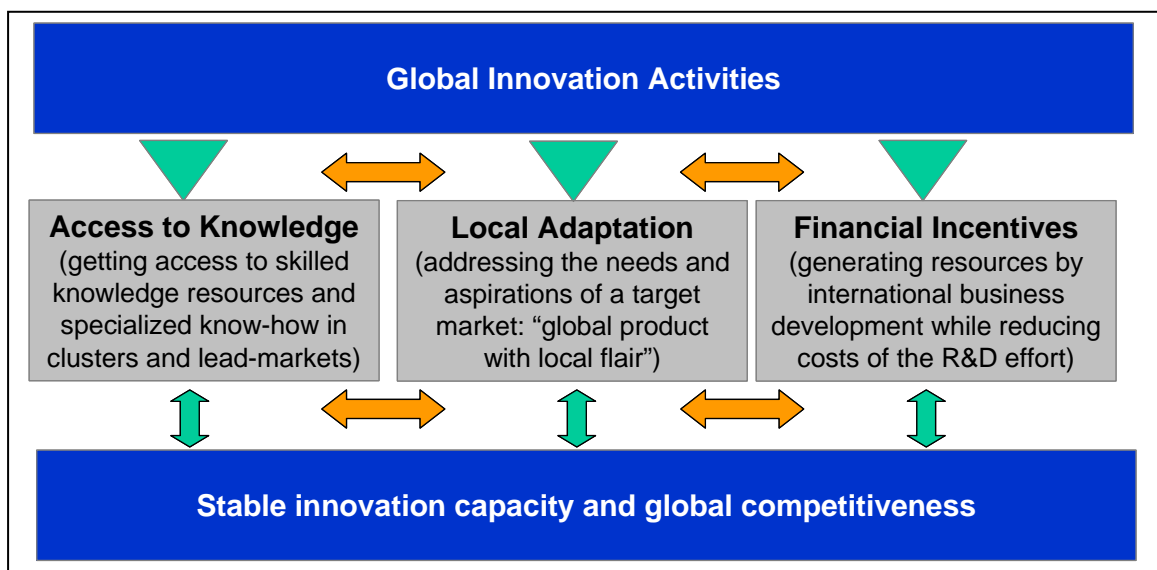 Global Innovation Activities
Access to Knowledge
(getting access to skilled
knowledge resources and
specialized know-how in
clusters and lead-markets)
Local Adaptation
(addressing the needs and
aspirations of a target
market: “global product
with local flair”)
Financial Incentives
(generating resources by
international business
development while reducing
costs of the R&D effort)
Stable innovation capacity and global competitiveness